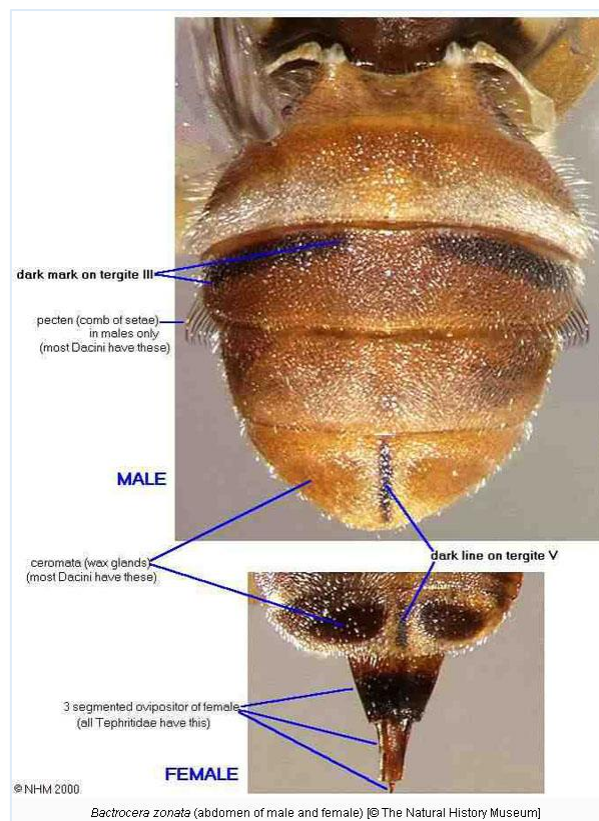 dark mark on tergite III
pecten (comb of setae)
in males only
(most Dacini have these)
MALE
ceromata (wax glands)
(most Dacini have these)
dark line on tergite V
3 segmented ovipositor of female
(all Tephritidae have this)
FEMALE
© NHM 2000
Bactrocera zonata (abdomen of male and female) [© The Natural History Museum]